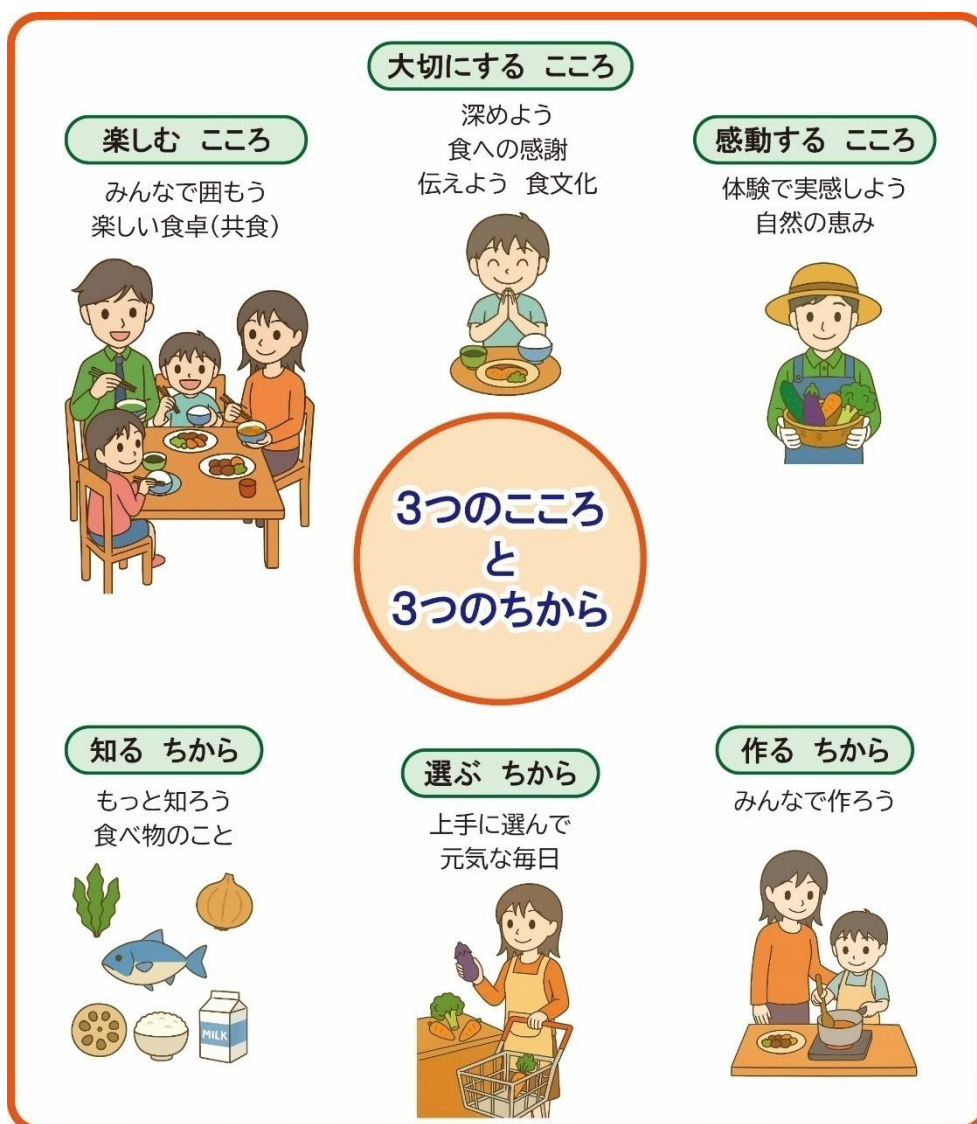 大切にする こころ
深めよう
食への感謝
伝えよう 食文化
楽しむ こころ
みんなで囲もう
楽しい食卓(共食)
感動する こころ
体験で実感しよう
自然の恵み
3つのこころ
と
3つのちから
知る ちから
もっと知ろう
食べ物のこと
MILK
選ぶ ちから
上手に選んで
元気な毎日
作る ちから
みんなで作ろう